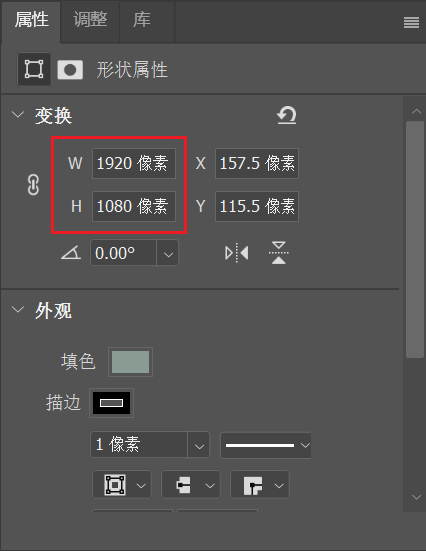 属性 调整 库
形状属性
变换
W 1920 像素 X 157.5 像素
H 1080 像素 Y 115.5 像素
0.00°
外观
填色
描边
1 像素